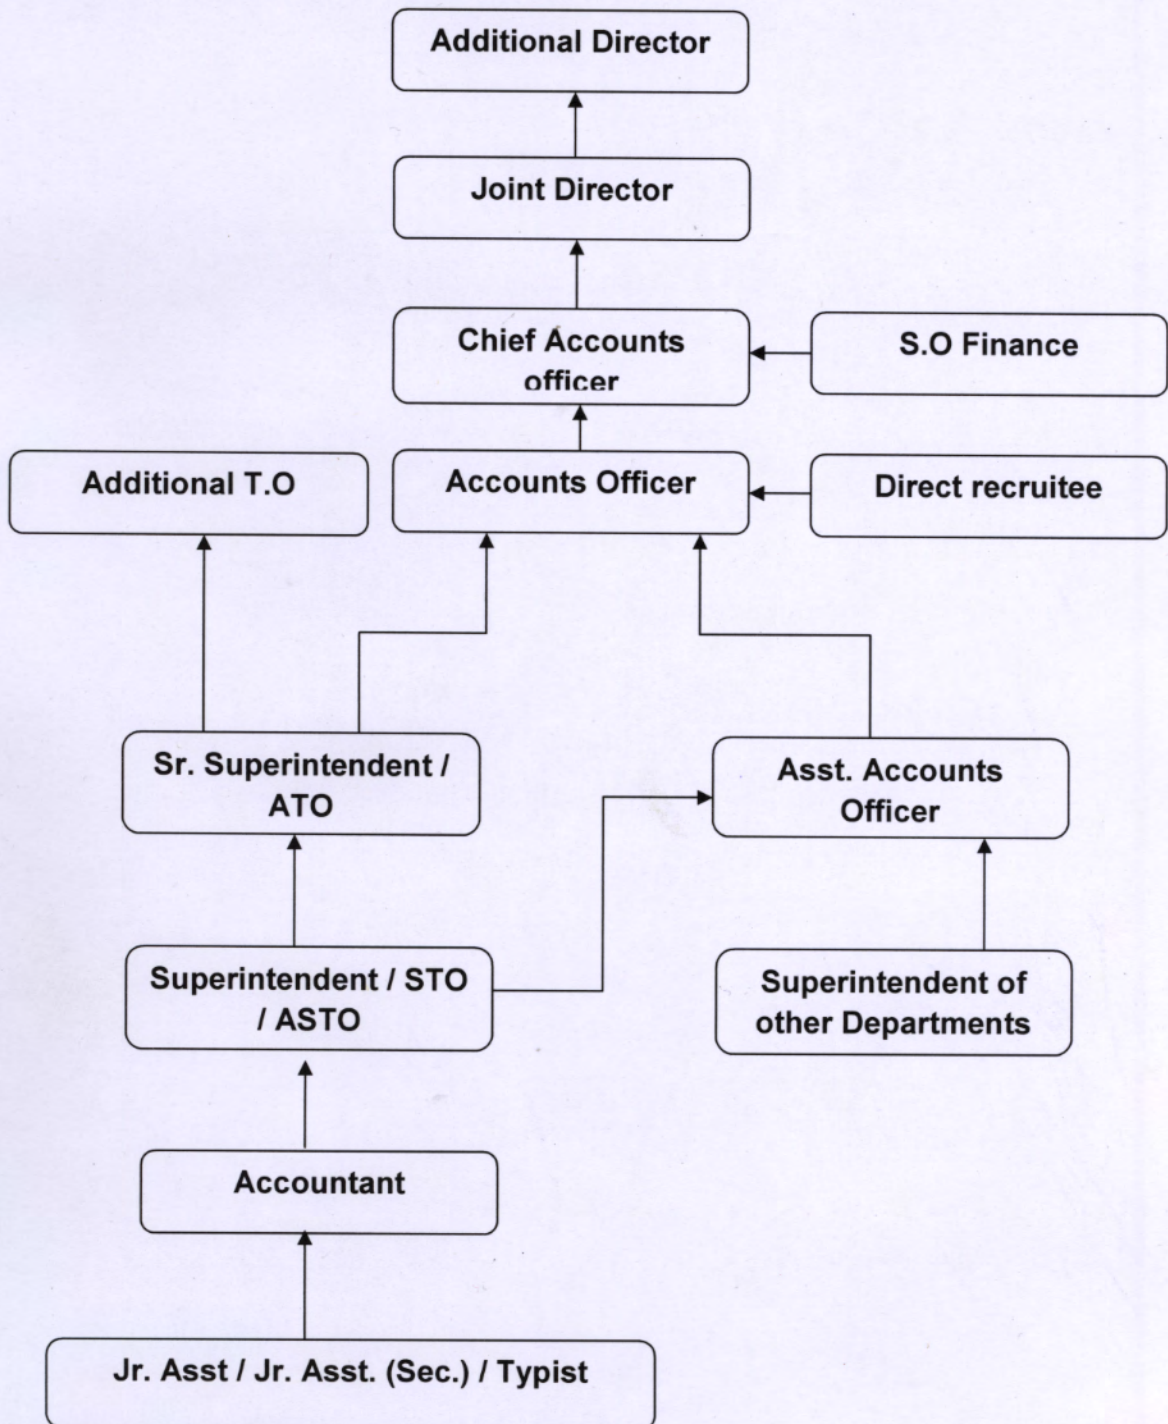 Additional Director
Joint Director
Chief Accounts
officer
S.O Finance
Additional T.O
Accounts Officer
Direct recruitee
Sr. Superintendent /
ATO
Asst. Accounts
Officer
Superintendent / STO
/ ASTO
Superintendent of
other Departments
Accountant
Jr. Asst / Jr. Asst. (Sec.) / Typist